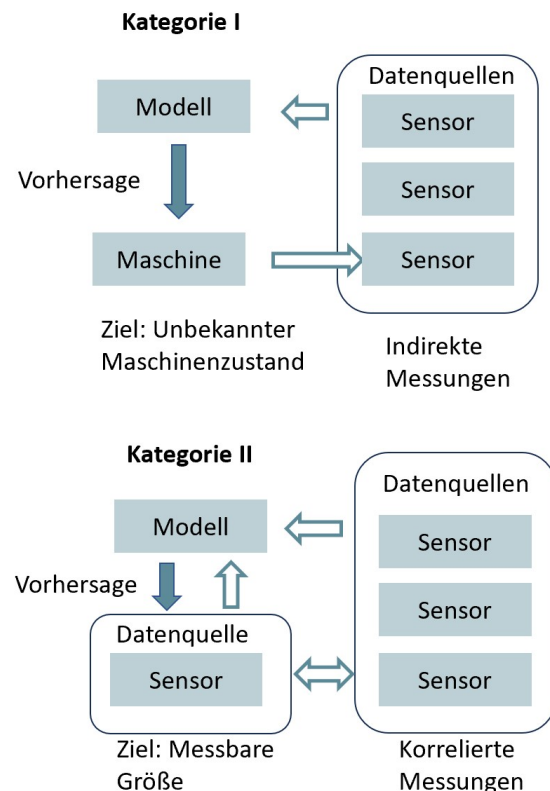 Kategorie I
Datenquellen
Modell
Sensor
Vorhersage
Sensor
Maschine
Sensor
Ziel: Unbekannter
Maschinenzustand
Indirekte
Messungen
Kategorie II
Datenquellen
Modell
Sensor
Vorhersage
Sensor
Datenquelle
Sensor
Sensor
Ziel: Messbare
Größe
Korrelierte
Messungen